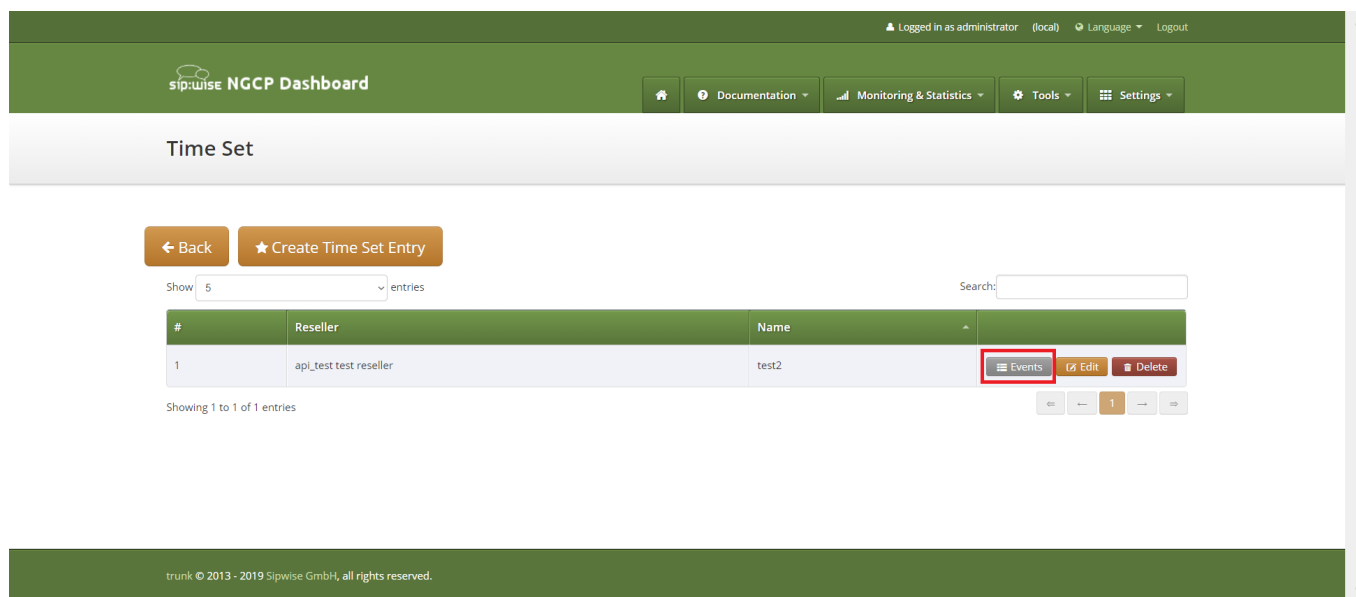 Logged in as administrator (local) Language Logout
sip:wise NGCP Dashboard
Documentation Monitoring & Statistics Tools Settings
Time Set
Back Create Time Set Entry
Show 5 entries Search:
# Reseller Name
1 api_test test reseller test2 Events Edit Delete
Showing 1 to 1 of 1 entries ⇐ ← 1 → ⇒
trunk © 2013 - 2019 Sipwise GmbH, all rights reserved.